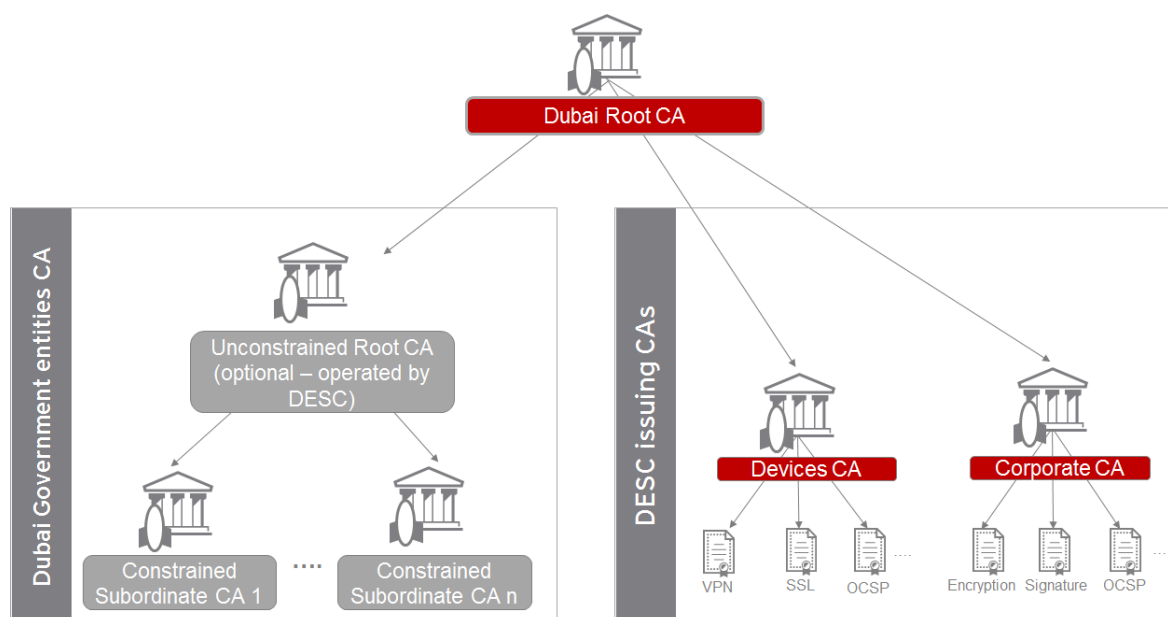 Dubai Root CA
Dubai Government entities CA
Unconstrained Root CA
(optional – operated by
DESC)
Constrained
Subordinate CA 1
....
Constrained
Subordinate CA n
DESC issuing CAs
Devices CA
Corporate CA
VPN
SSL
OCSP
....
Encryption
Signature
OCSP
....